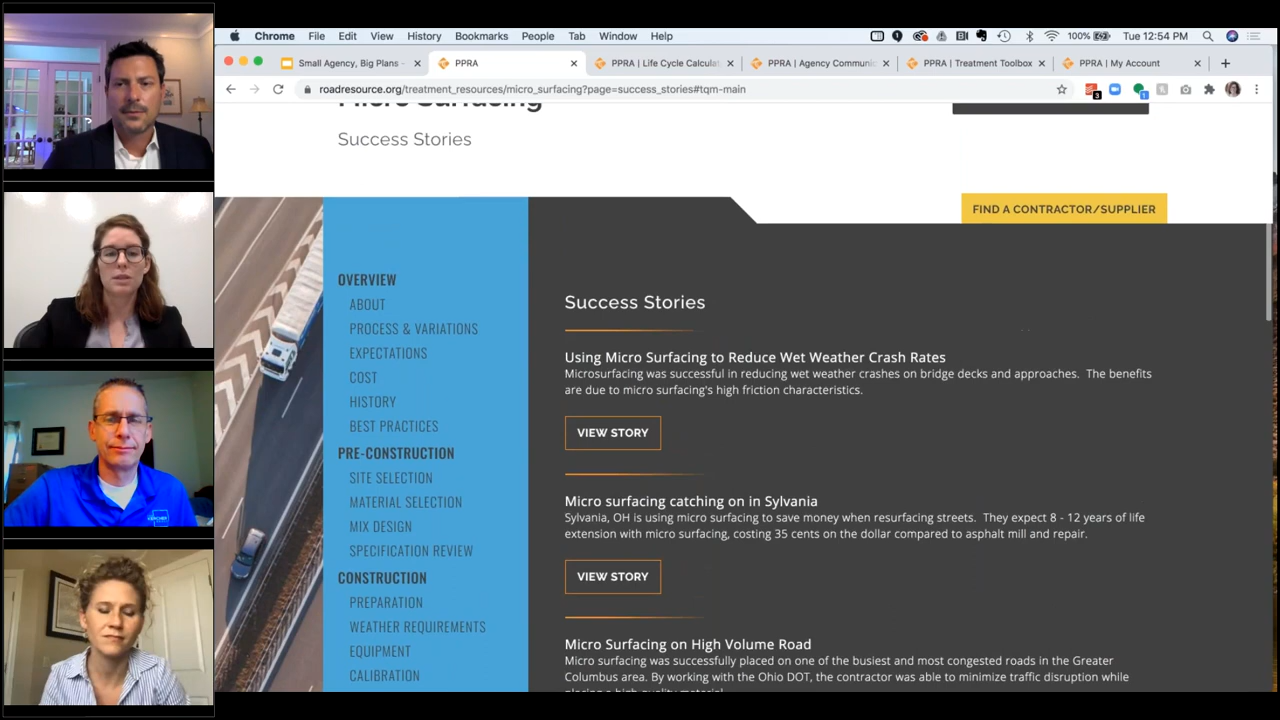 Chrome File Edit View History Bookmarks People Tab Window Help 100% Tue 12:54 PM
Small Agency, Big Plans - PPRA PPRA | Life Cycle Calculat PPRA | Agency Communic PPRA | Treatment Toolbox PPRA | My Account
roadresource.org/treatment_resources/micro_surfacing?page=success_stories#tqm-main
Micro Surfacing
Success Stories
FIND A CONTRACTOR/SUPPLIER
OVERVIEW
ABOUT
PROCESS & VARIATIONS
EXPECTATIONS
COST
HISTORY
BEST PRACTICES
PRE-CONSTRUCTION
SITE SELECTION
MATERIAL SELECTION
MIX DESIGN
SPECIFICATION REVIEW
CONSTRUCTION
PREPARATION
WEATHER REQUIREMENTS
EQUIPMENT
CALIBRATION
Success Stories
Using Micro Surfacing to Reduce Wet Weather Crash Rates
Microsurfacing was successful in reducing wet weather crashes on bridge decks and approaches. The benefits
are due to micro surfacing's high friction characteristics.
VIEW STORY
Micro surfacing catching on in Sylvania
Sylvania, OH is using micro surfacing to save money when resurfacing streets. They expect 8 - 12 years of life
extension with micro surfacing, costing 35 cents on the dollar compared to asphalt mill and repair.
VIEW STORY
Micro Surfacing on High Volume Road
Micro surfacing was successfully placed on one of the busiest and most congested roads in the Greater
Columbus area. By working with the Ohio DOT, the contractor was able to minimize traffic disruption while
placing a high quality material